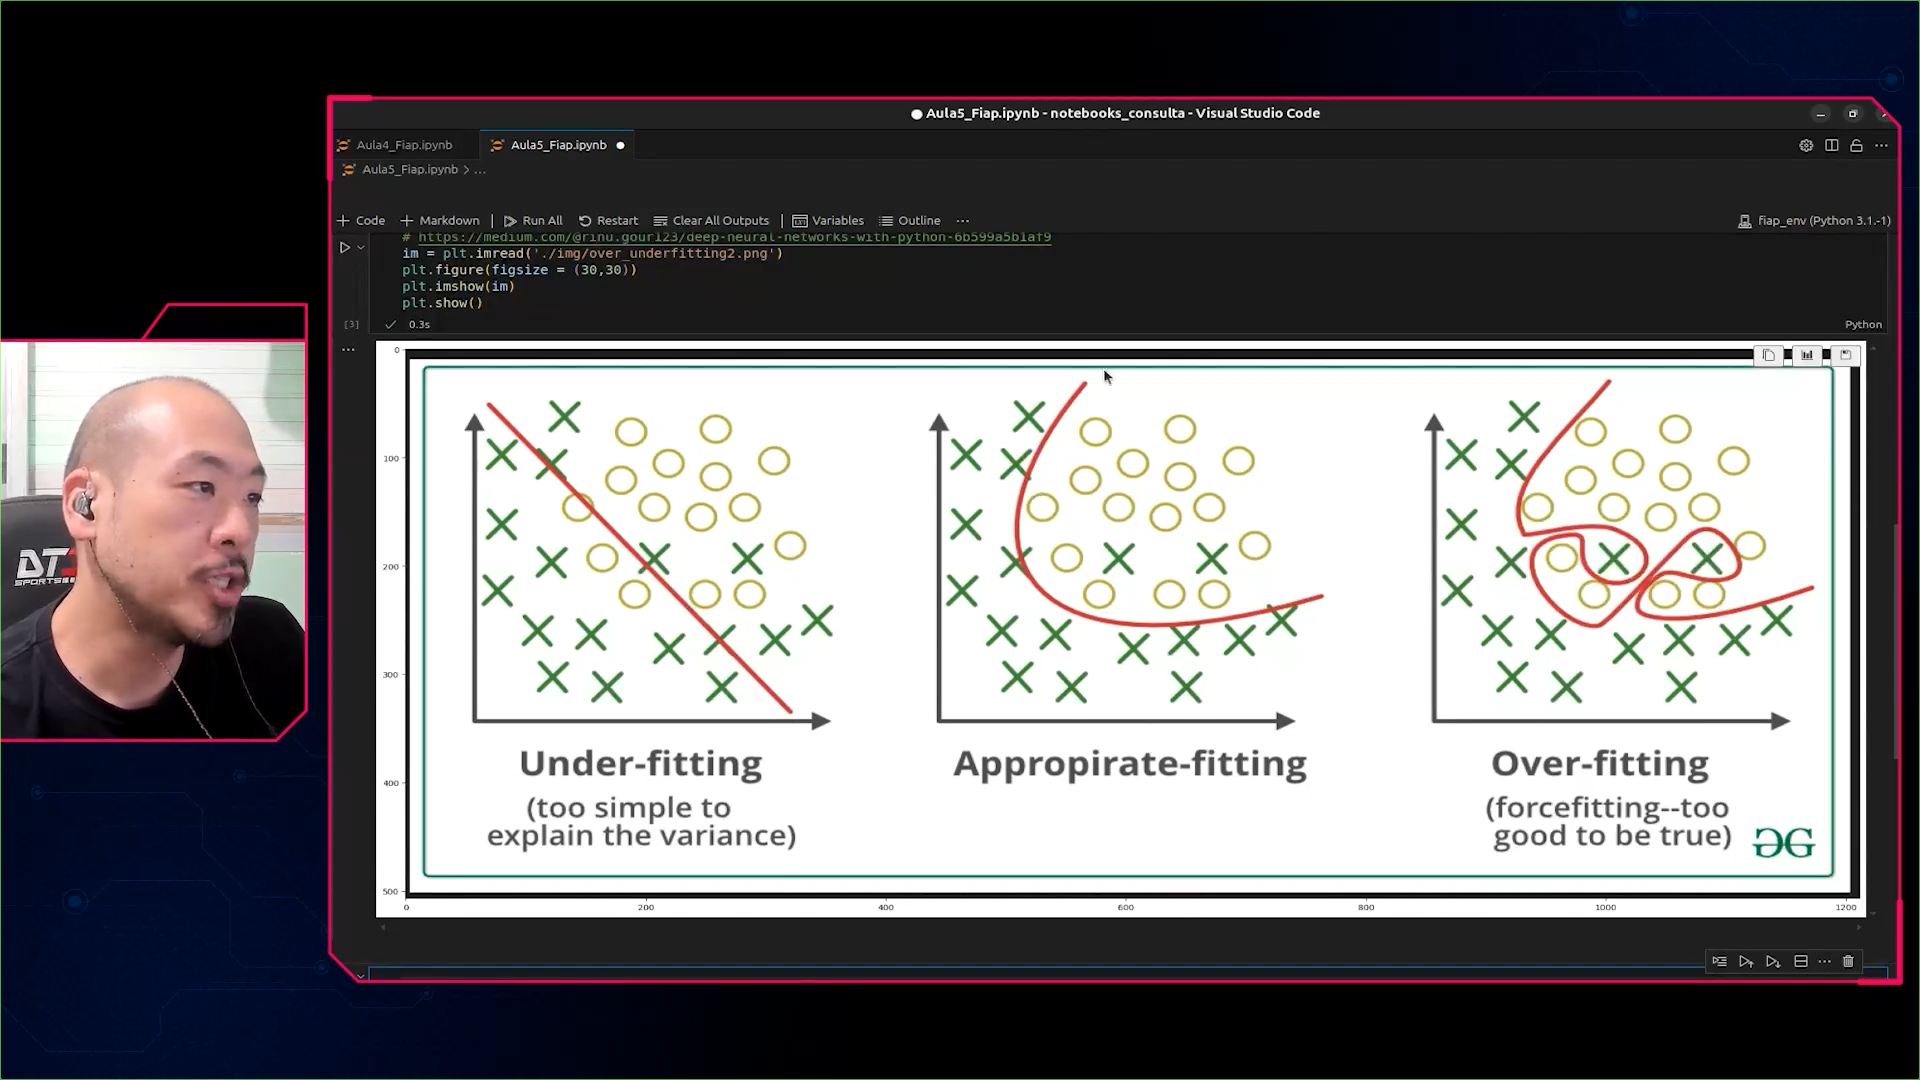 Aula5_Fiap.ipynb - notebooks_consulta - Visual Studio Code
Aula4_Fiap.ipynb
Aula5_Fiap.ipynb
Aula5_Fiap.ipynb > ...
+ Code + Markdown | Run All Restart Clear All Outputs | Variables Outline ...
fiap_env (Python 3.1.-1)
# https://medium.com/@rinu.gour123/deep-neural-networks-with-python-6b599a5b1af9
im = plt.imread('./img/over_underfitting2.png')
plt.figure(figsize = (30,30))
plt.imshow(im)
plt.show()
[3] 0.3s
Python
0
100
200
300
400
500
Under-fitting
(too simple to
explain the variance)
Appropirate-fitting
Over-fitting
(forcefitting--too
good to be true)
0 200 400 600 800 1000 1200
SPORTS